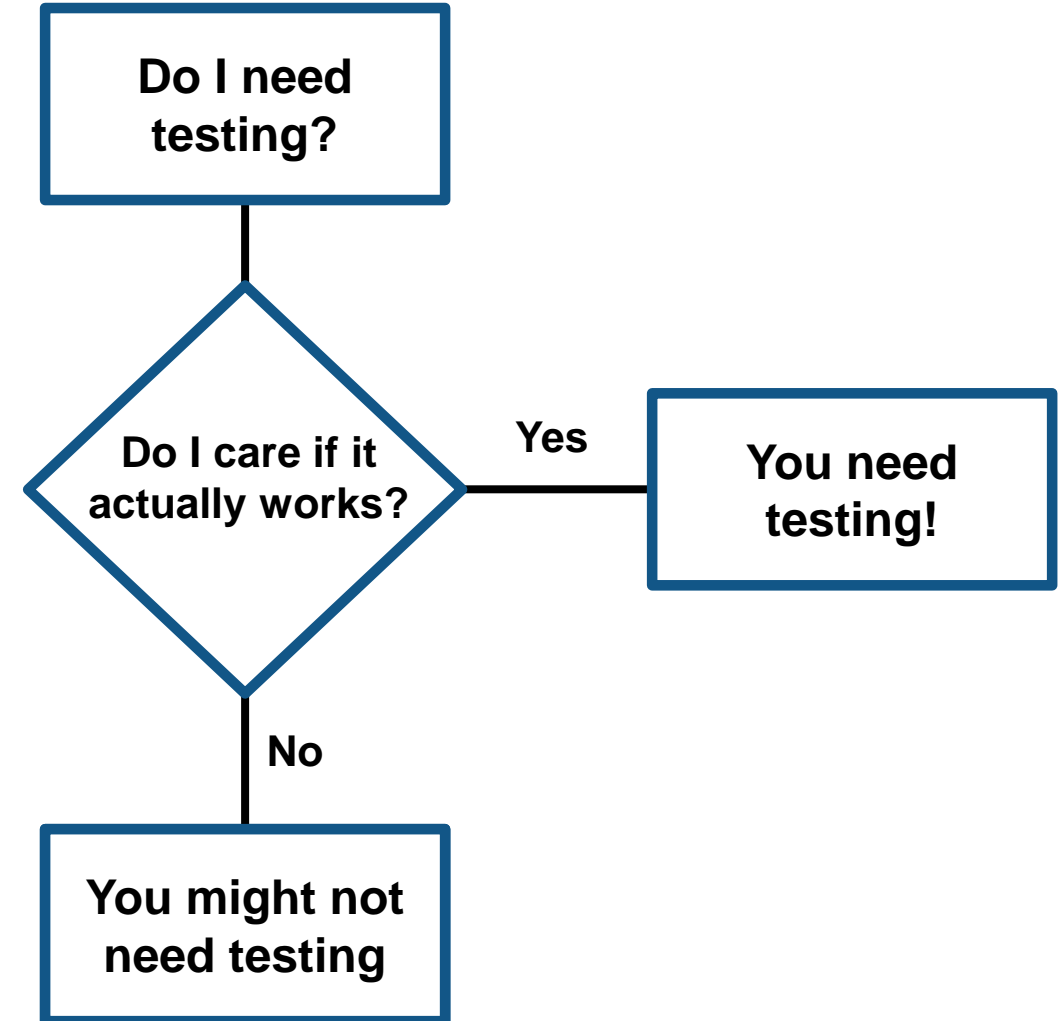 Do I need
testing?
Do I care if it
actually works?
Yes
You need
testing!
No
You might not
need testing